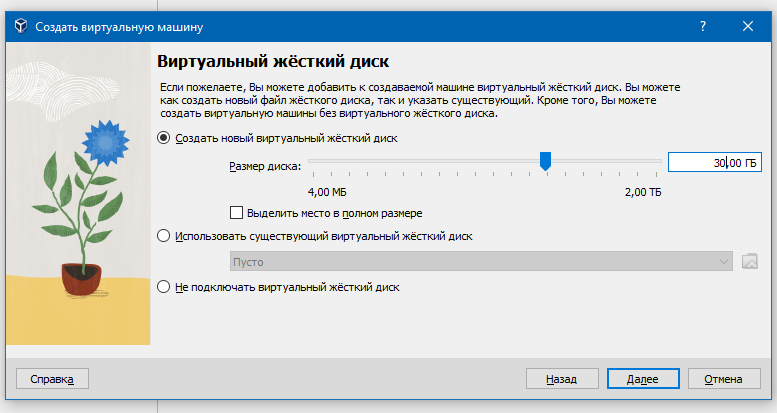 Создать виртуальную машину
?
Виртуальный жёсткий диск
Если пожелаете, Вы можете добавить к создаваемой машине виртуальный жёсткий диск. Вы можете
как создать новый файл жёсткого диска, так и указать существующий. Кроме того, Вы можете
создать виртуальную машины без виртуального жёсткого диска.
Создать новый виртуальный жёсткий диск
Размер диска: 30,00 ГБ
4,00 МБ 2,00 ТБ
Выделить место в полном размере
Использовать существующий виртуальный жёсткий диск
Пусто
Не подключать виртуальный жёсткий диск
Справка Назад Далее Отмена